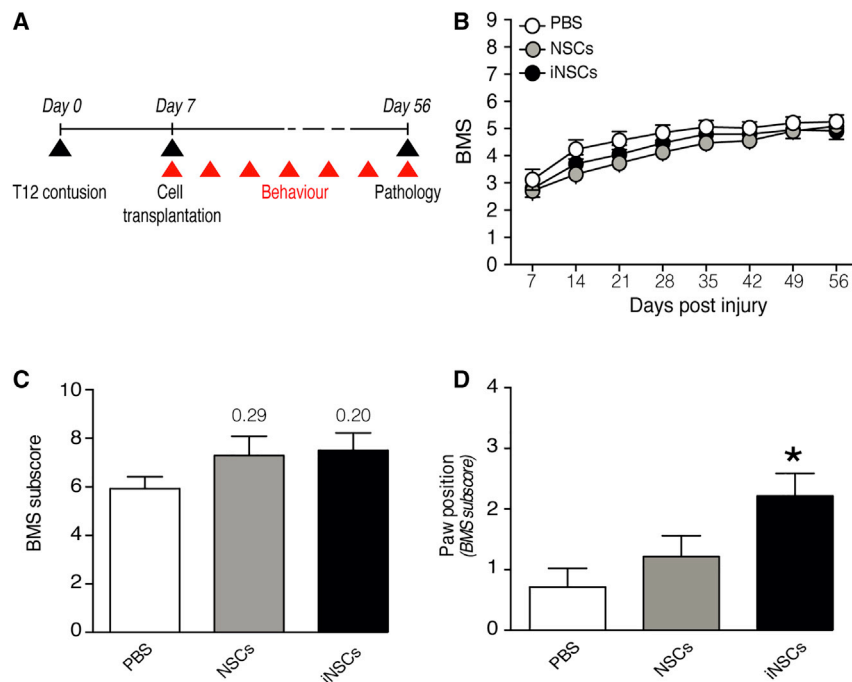 A
Day 0 Day 7 Day 56
T12 contusion Cell transplantation Behaviour Pathology
B
PBS
NSCs
iNSCs
BMS
9
8
7
6
5
4
3
2
1
0
7 14 21 28 35 42 49 56
Days post injury
C
BMS subscore
10
8
6
4
2
0
0.29 0.20
PBS NSCs iNSCs
D
Paw position
(BMS subscore)
4
3
2
1
0
*
PBS NSCs iNSCs